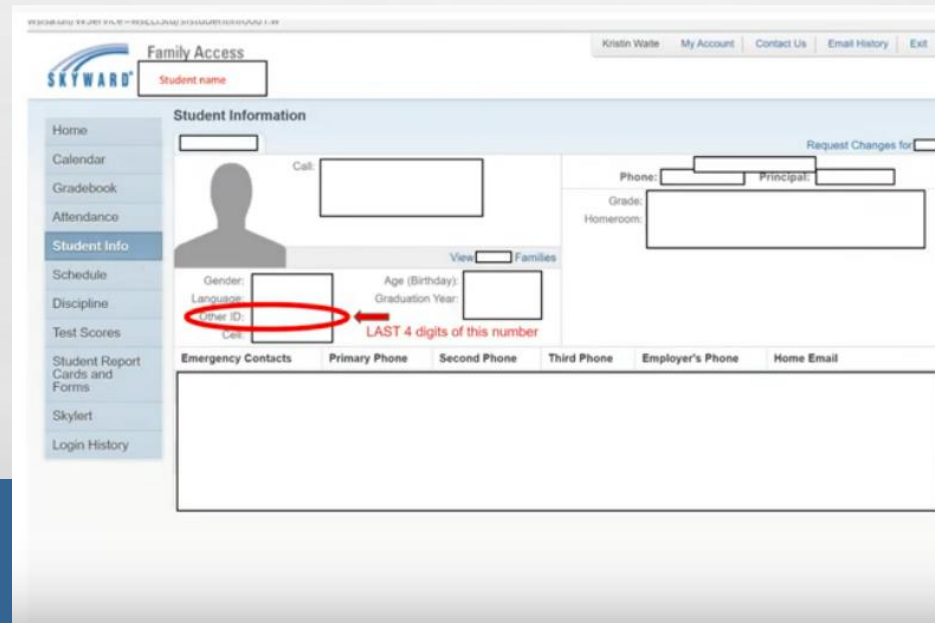 Family Access
SKYWARD
Student name
Kristin Waite My Account Contact Us Email History Exit
Home
Calendar
Gradebook
Attendance
Student Info
Schedule
Discipline
Test Scores
Student Report
Cards and
Forms
Skylert
Login History
Student Information
Request Changes for
Call:
Phone: Principal:
Grade:
Homeroom:
View Families
Gender: Age (Birthday):
Language: Graduation Year:
Other ID:
Cell:
LAST 4 digits of this number
Emergency Contacts Primary Phone Second Phone Third Phone Employer's Phone Home Email